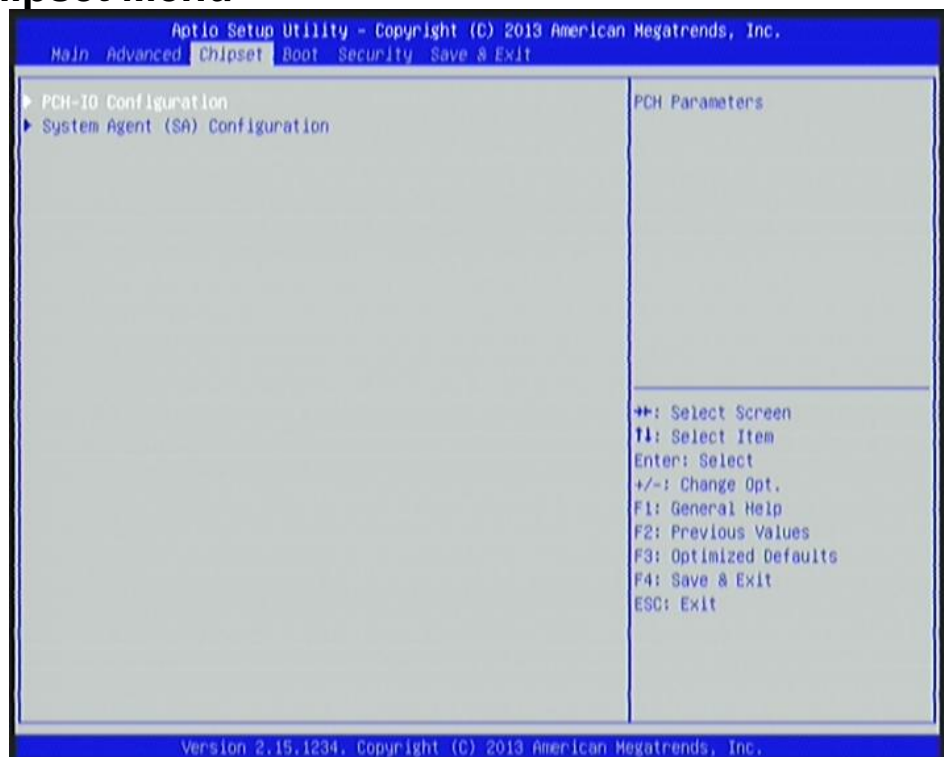 Aptio Setup Utility - Copyright (C) 2013 American Megatrends, Inc.
Main Advanced Chipset Boot Security Save & Exit
PCH-IO Configuration
System Agent (SA) Configuration
PCH Parameters
→←: Select Screen
↑↓: Select Item
Enter: Select
+/-: Change Opt.
F1: General Help
F2: Previous Values
F3: Optimized Defaults
F4: Save & Exit
ESC: Exit
Version 2.15.1234. Copyright (C) 2013 American Megatrends, Inc.